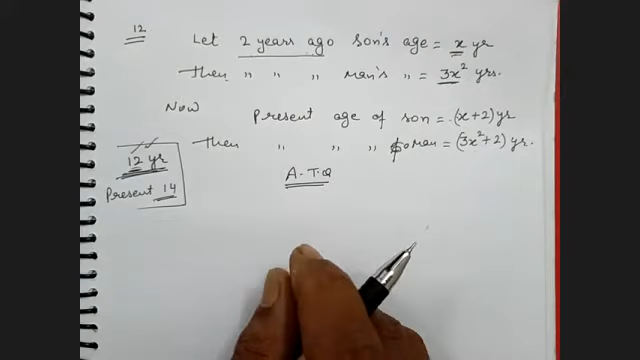 12
Let 2 years ago son's age = x yr
Then " " " Man's " = 3x² yrs.
Now Present age of son = (x+2) yr
Then " " " man = (3x²+2) yr.
12 yr
Present 14
A.T.Q